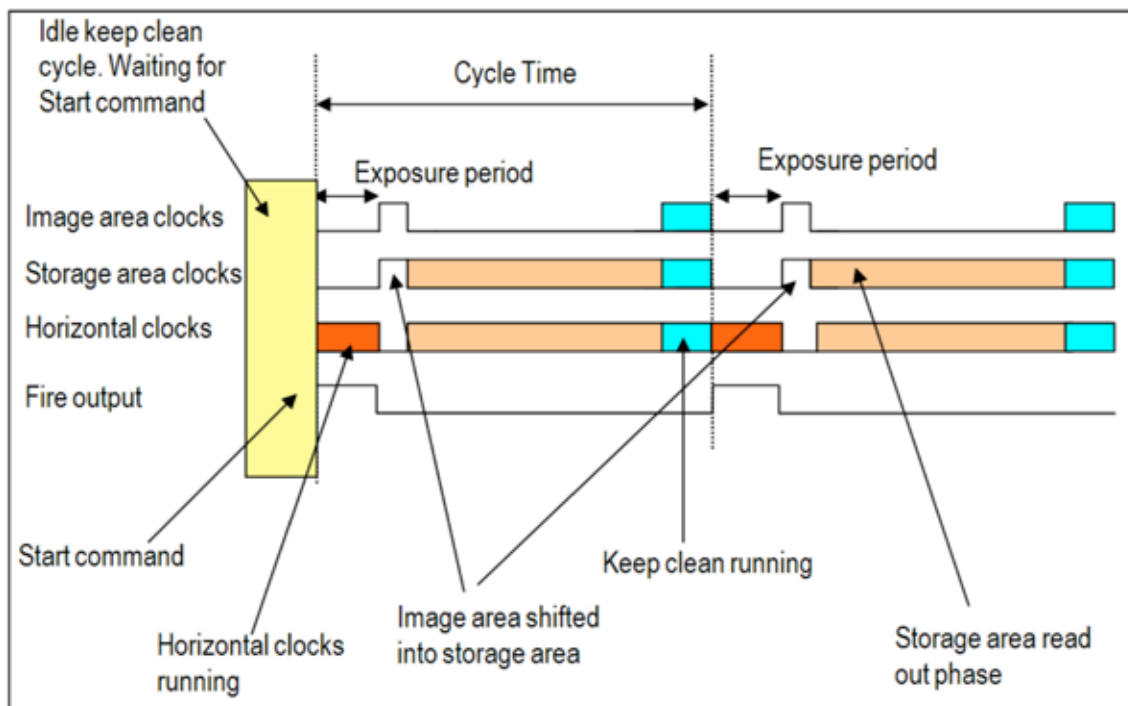 Idle keep clean
cycle. Waiting for
Start command
Cycle Time
Exposure period
Exposure period
Image area clocks
Storage area clocks
Horizontal clocks
Fire output
Start command
Keep clean running
Horizontal clocks
running
Image area shifted
into storage area
Storage area read
out phase